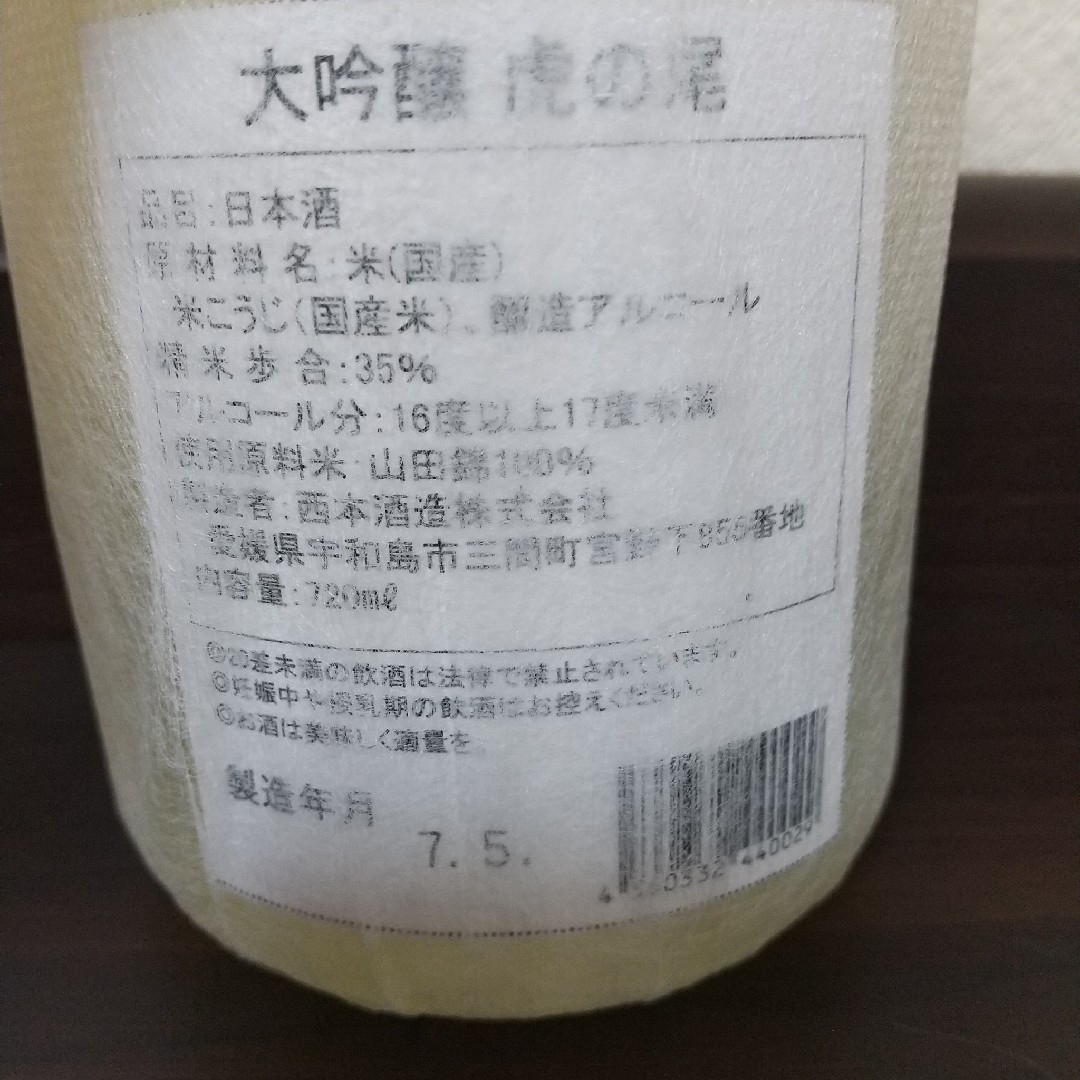 大吟醸 虎の尾
品目:日本酒
原材料名:米(国産)
米こうじ(国産米)、醸造アルコール
精米歩合:35%
アルコール分:16度以上17度未満
使用原料米 山田錦100%
製造者:西本酒造株式会社
愛媛県宇和島市三間町宮野下 番地
内容量:720mℓ
◎20歳未満の飲酒は法律で禁止されています。
◎妊娠中や授乳期の飲酒はお控えください。
◎お酒は美味しく適量を
製造年月
7.5.
440029